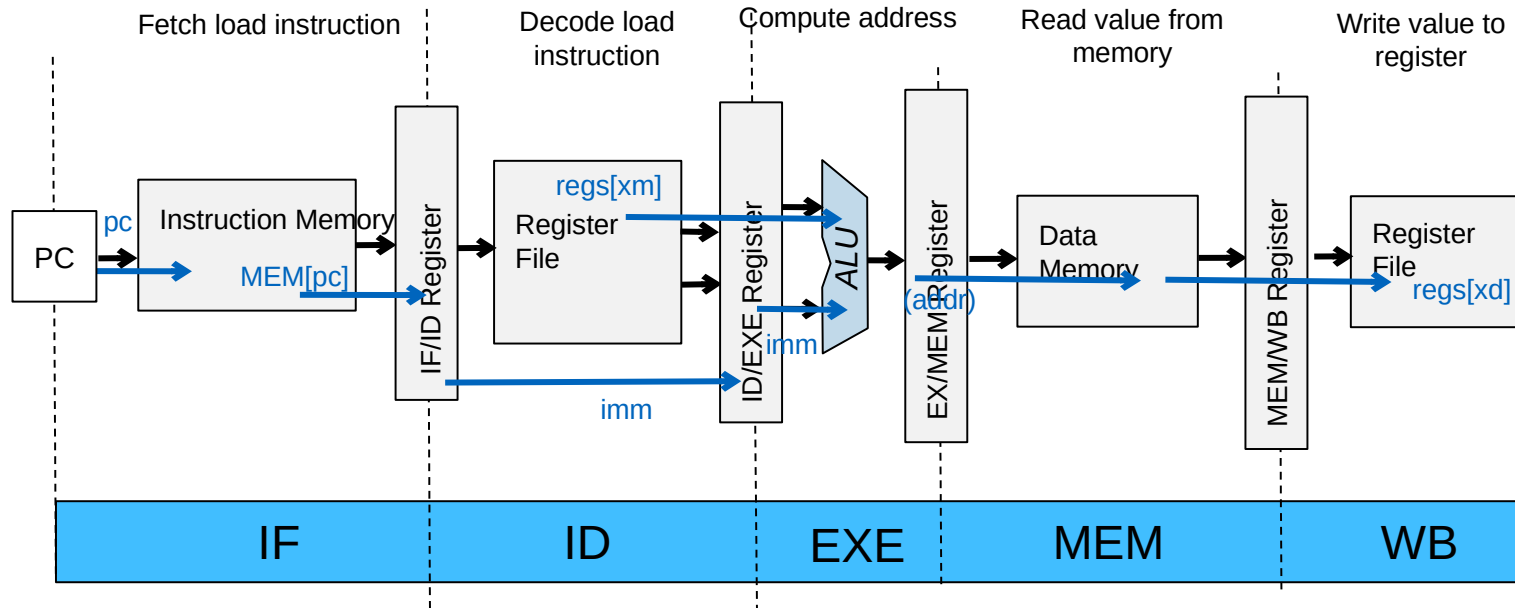 Fetch load instruction
Decode load
instruction
Compute address
Read value from
memory
Write value to
register
PC
pc
Instruction Memory
MEM[pc]
IF/ID Register
regs[xm]
Register
File
imm
ID/EXE Register
imm
ALU
EX/MEM Register
(addr)
Data
Memory
MEM/WB Register
Register
File
regs[xd]
IF
ID
EXE
MEM
WB